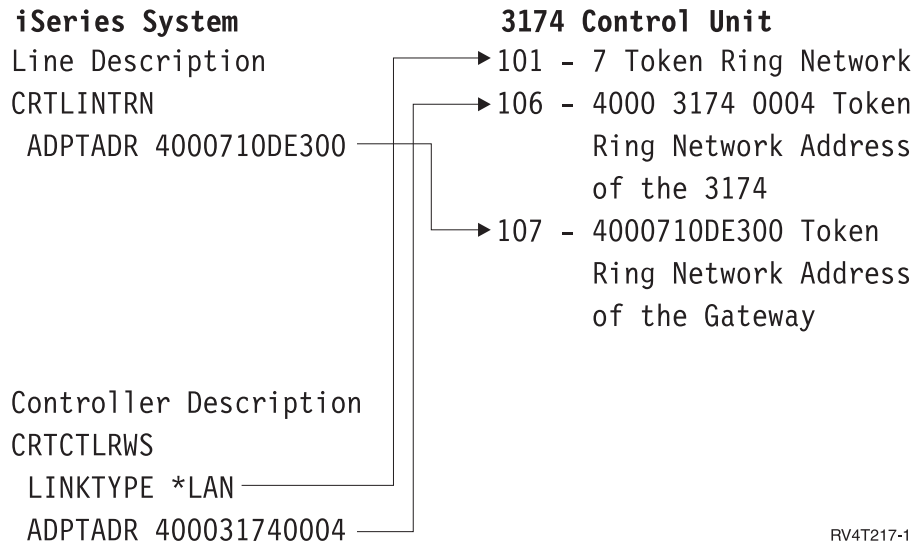 iSeries System
Line Description
CRTLINTRN
ADPTADR 4000710DE300
Controller Description
CRTCTLRWS
LINKTYPE *LAN
ADPTADR 400031740004
3174 Control Unit
101 – 7 Token Ring Network
106 – 4000 3174 0004 Token
Ring Network Address
of the 3174
107 – 4000710DE300 Token
Ring Network Address
of the Gateway
RV4T217-1